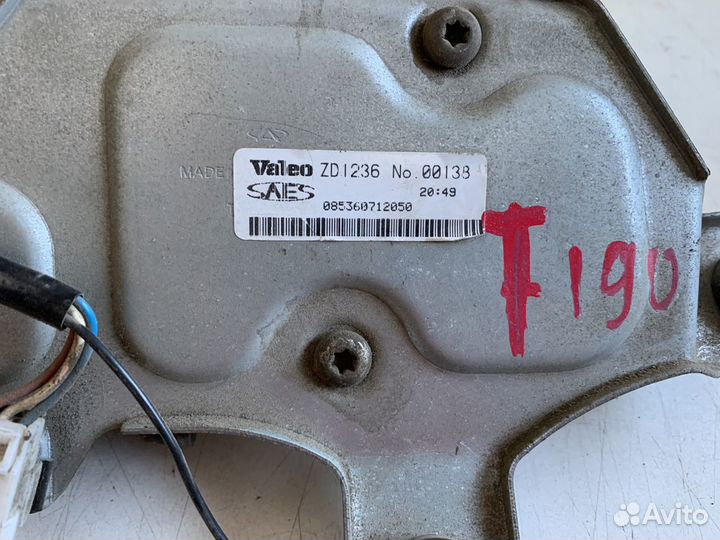 MADE
Valeo ZD1236 No.00138
SAES 20:49
085360712050
T190
Avito